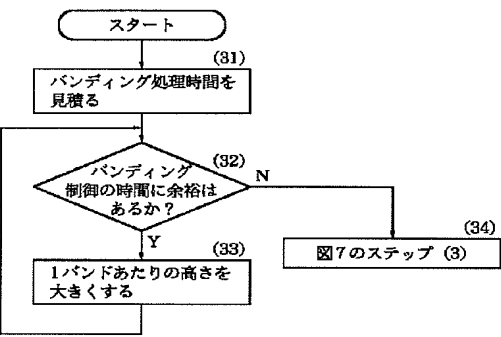 スタート
(31)
バンディング処理時間を
見積る
(32)
バンディング
制御の時間に余裕は
あるか？
N
Y
(33)
1バンドあたりの高さを
大きくする
(34)
図7のステップ (3)